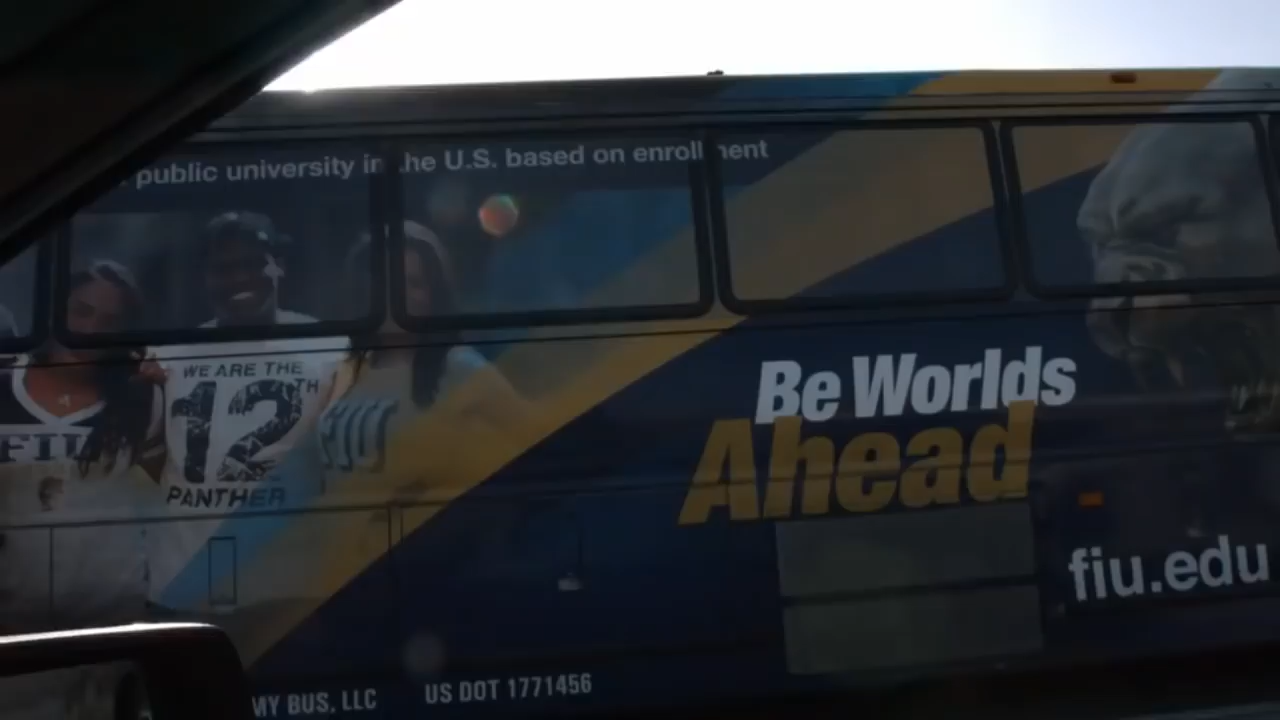 public university in the U.S. based on enrollment
WE ARE THE
12TH
PANTHER
FIU
FIU
Be Worlds
Ahead
fiu.edu
MY BUS, LLC US DOT 1771456